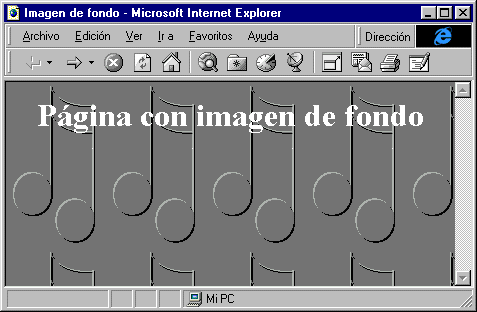 Imagen de fondo - Microsoft Internet Explorer
Archivo Edición Ver Ir a Favoritos Ayuda Dirección
Página con imagen de fondo
Mi PC